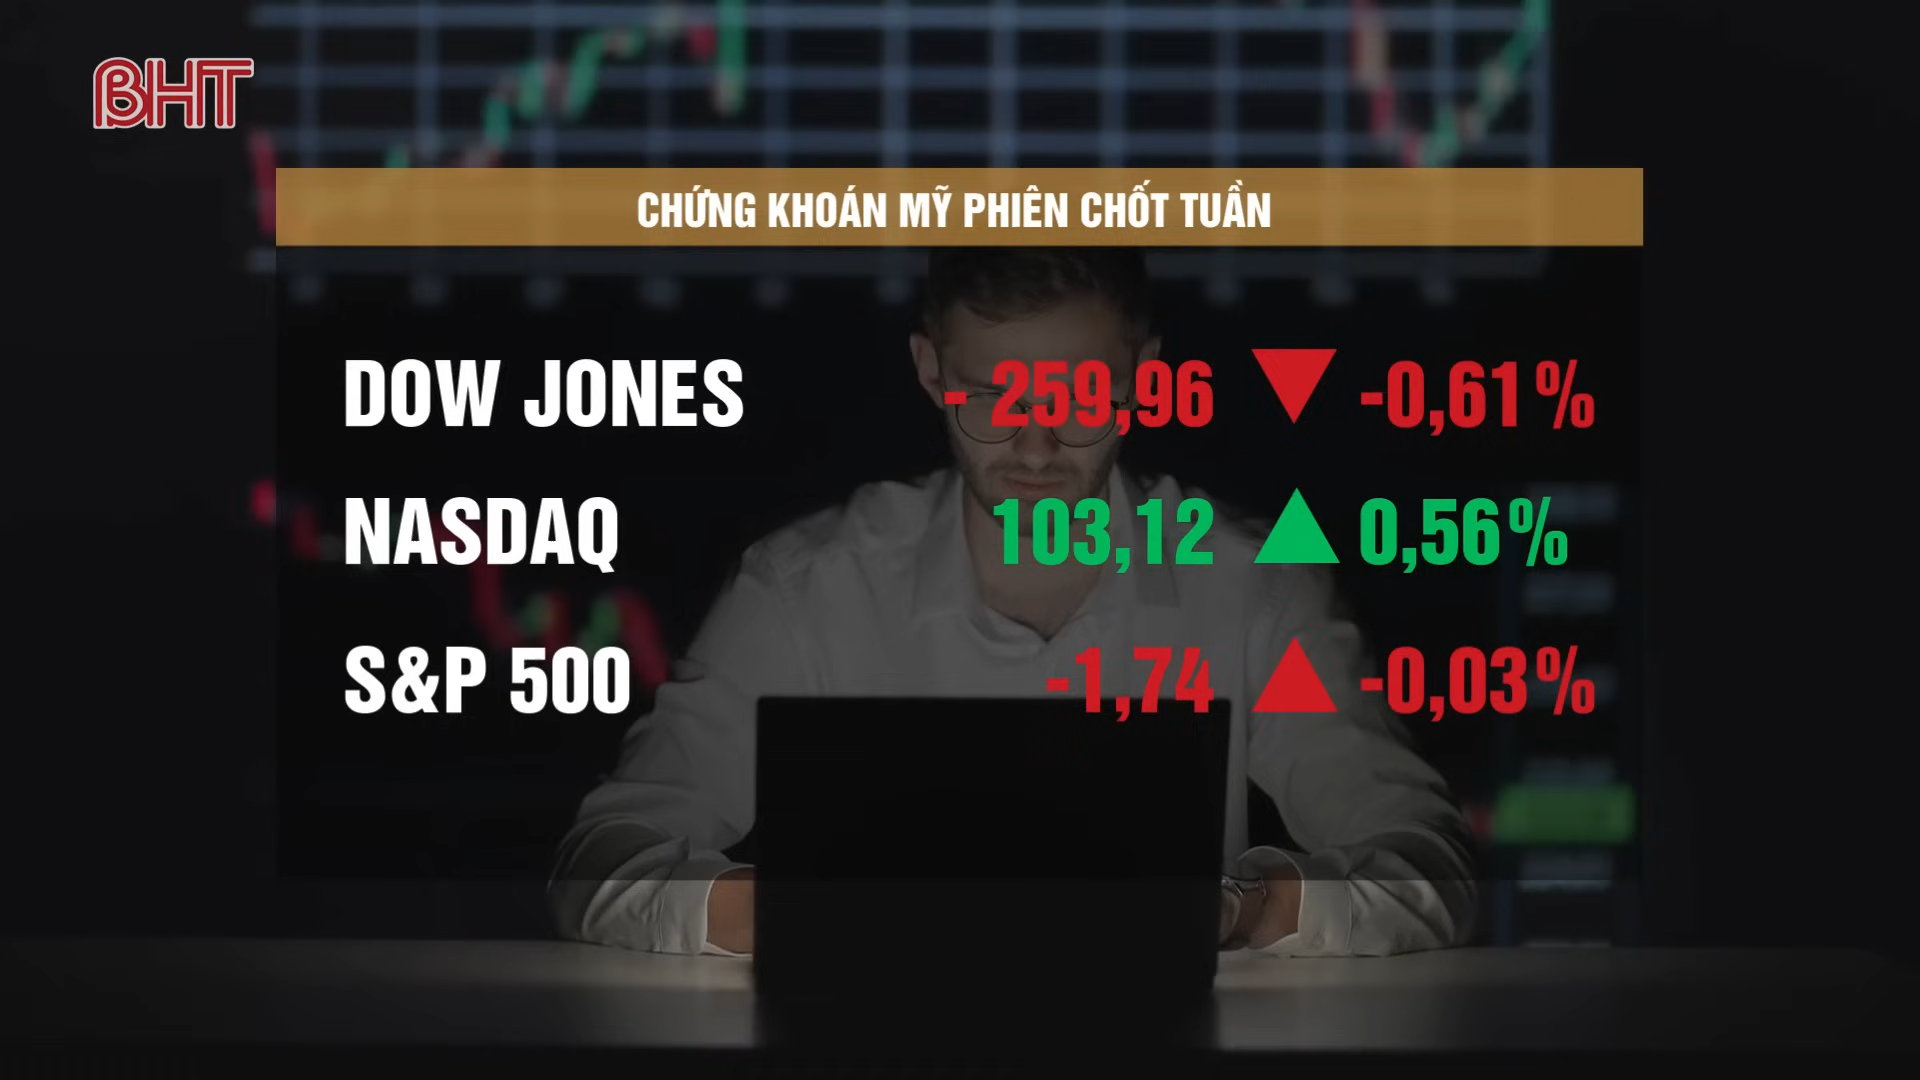 BHT
CHỨNG KHOÁN MỸ PHIÊN CHỐT TUẦN
DOW JONES - 259,96 ▼ -0,61%
NASDAQ 103,12 ▲ 0,56%
S&P 500 -1,74 ▲ -0,03%